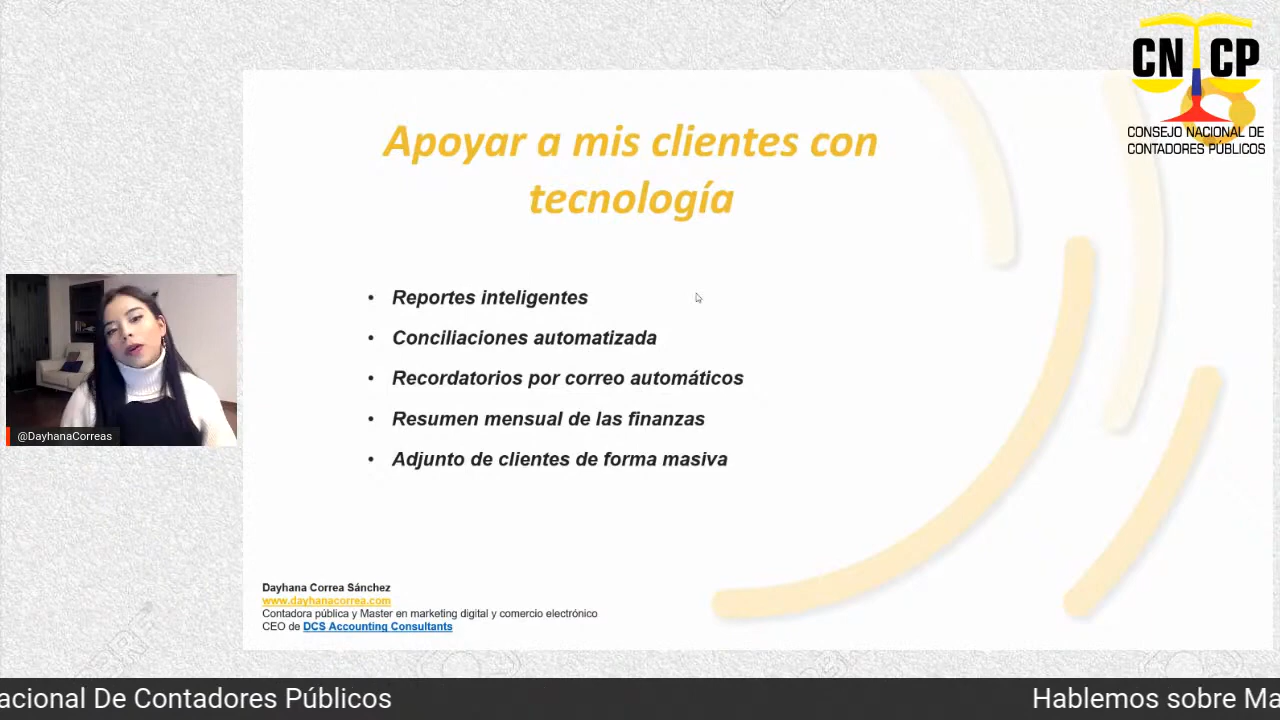 CNCP
CONSEJO NACIONAL DE
CONTADORES PÚBLICOS
Apoyar a mis clientes con
tecnología
• Reportes inteligentes
• Conciliaciones automatizada
• Recordatorios por correo automáticos
• Resumen mensual de las finanzas
• Adjunto de clientes de forma masiva
@DayhanaCorreas
Dayhana Correa Sánchez
www.dayhanacorrea.com
Contadora pública y Master en marketing digital y comercio electrónico
CEO de DCS Accounting Consultants
acional De Contadores Públicos Hablemos sobre Ma